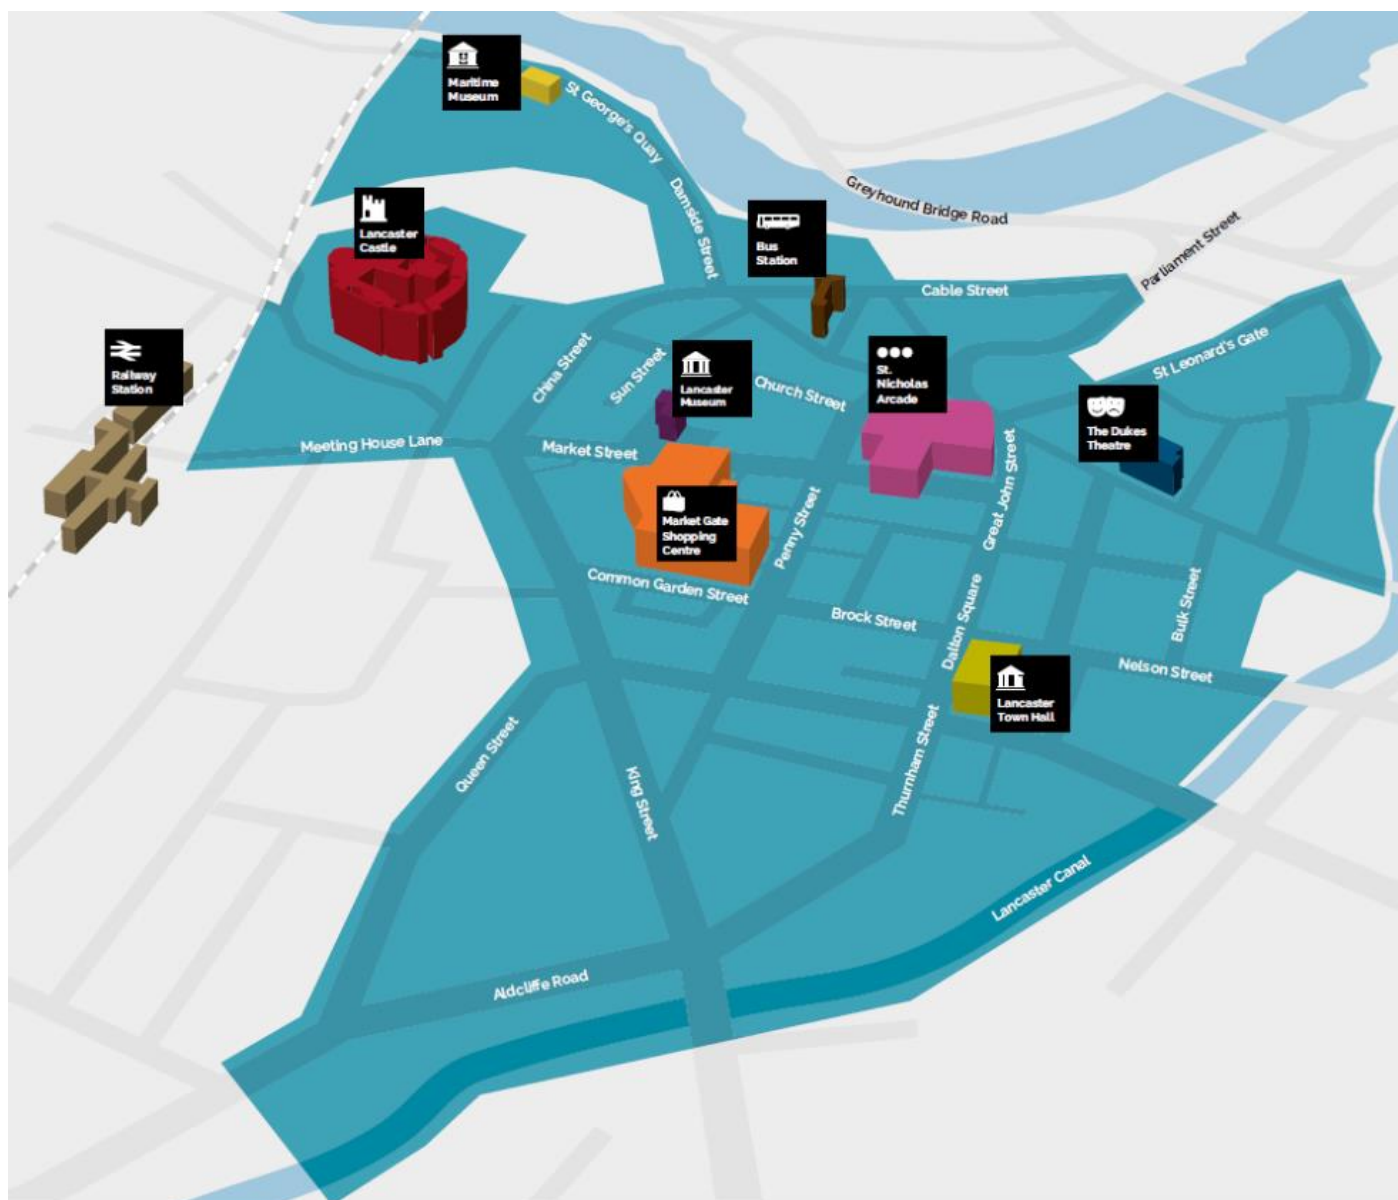 Maritime
Museum
St George's Quay
Damside Street
Greyhound Bridge Road
Parliament Street
Lancaster
Castle
Bus
Station
Cable Street
Railway
Station
China Street
Sun Street
Lancaster
Museum
Church Street
St.
Nicholas
Arcade
St Leonard's Gate
The Dukes
Theatre
Meeting House Lane
Market Street
Great John Street
Market Gate
Shopping
Centre
Penny Street
Common Garden Street
Brock Street
Dalton Square
Bulk Street
Nelson Street
Lancaster
Town Hall
Queen Street
King Street
Thurnham Street
Lancaster Canal
Aldcliffe Road